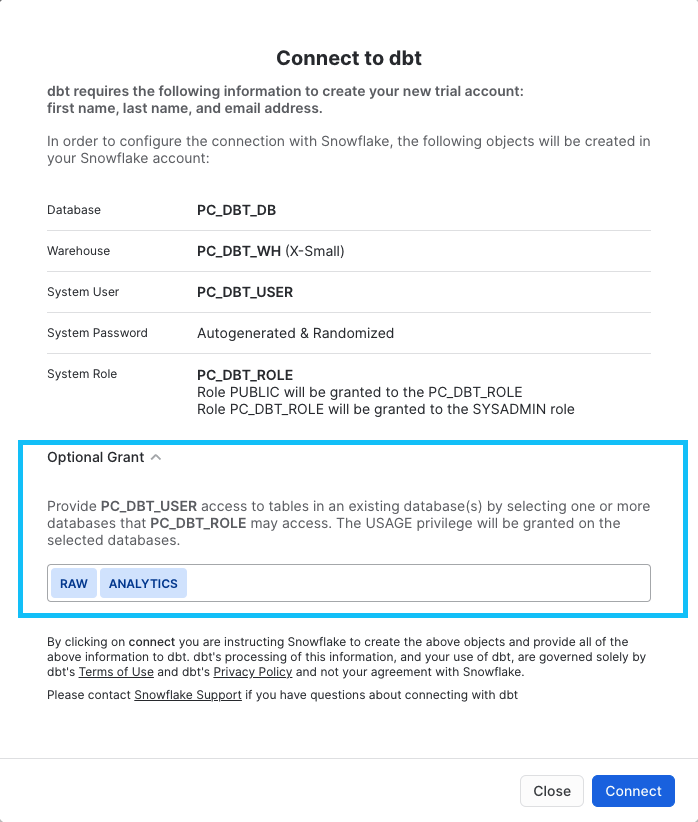 Connect to dbt
dbt requires the following information to create your new trial account:
first name, last name, and email address.
In order to configure the connection with Snowflake, the following objects will be created in
your Snowflake account:
Database PC_DBT_DB
Warehouse PC_DBT_WH (X-Small)
System User PC_DBT_USER
System Password Autogenerated & Randomized
System Role PC_DBT_ROLE
Role PUBLIC will be granted to the PC_DBT_ROLE
Role PC_DBT_ROLE will be granted to the SYSADMIN role
Optional Grant
Provide PC_DBT_USER access to tables in an existing database(s) by selecting one or more
databases that PC_DBT_ROLE may access. The USAGE privilege will be granted on the
selected databases.
RAW ANALYTICS
By clicking on connect you are instructing Snowflake to create the above objects and provide all of the
above information to dbt. dbt's processing of this information, and your use of dbt, are governed solely by
dbt's Terms of Use and dbt's Privacy Policy and not your agreement with Snowflake.
Please contact Snowflake Support if you have questions about connecting with dbt
Close Connect